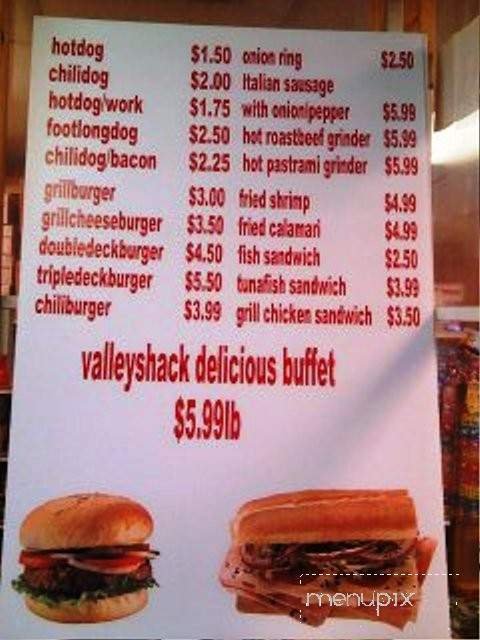 hotdog $1.50
chilidog $2.00
hotdog/work $1.75
footlongdog $2.50
chilidog/bacon $2.25
grillburger $3.00
grillcheeseburger $3.50
doubledeckburger $4.50
tripledeckburger $5.50
chiliburger $3.99
onion ring $2.50
Italian sausage
with onion/pepper $5.99
hot roastbeef grinder $5.99
hot pastrami grinder $5.99
fried shrimp $4.99
fried calamari $4.99
fish sandwich $2.50
tunafish sandwich $3.99
grill chicken sandwich $3.50
valleyshack delicious buffet
$5.99lb
menupix